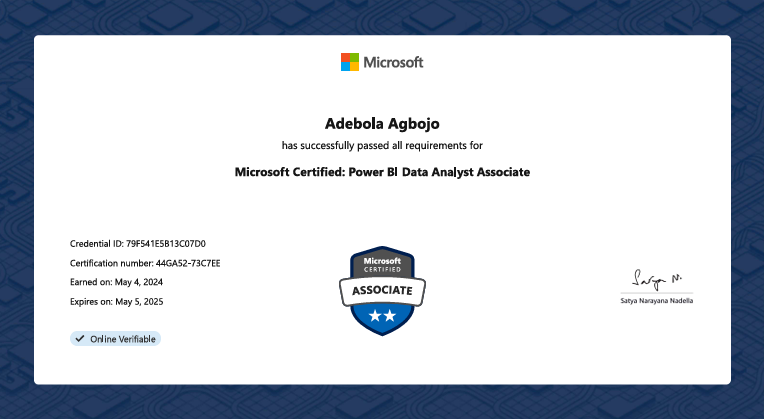 Microsoft
Adebola Agbojo
has successfully passed all requirements for
Microsoft Certified: Power BI Data Analyst Associate
Credential ID: 79F541E5B13C07D0
Certification number: 44GA52-73C7EE
Earned on: May 4, 2024
Expires on: May 5, 2025
Online Verifiable
Microsoft
CERTIFIED
ASSOCIATE
Satya N.
Satya Narayana Nadella